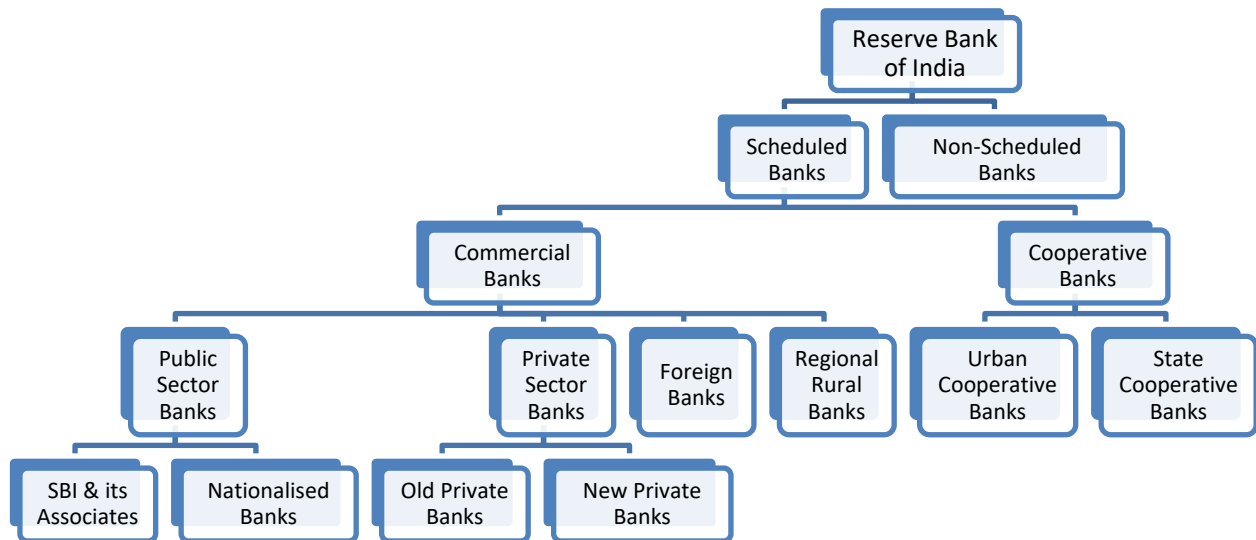 Reserve Bank
of India
Scheduled
Banks
Non-Scheduled
Banks
Commercial
Banks
Cooperative
Banks
Public
Sector
Banks
Private
Sector
Banks
Foreign
Banks
Regional
Rural
Banks
Urban
Cooperative
Banks
State
Cooperative
Banks
SBI & its
Associates
Nationalised
Banks
Old Private
Banks
New Private
Banks